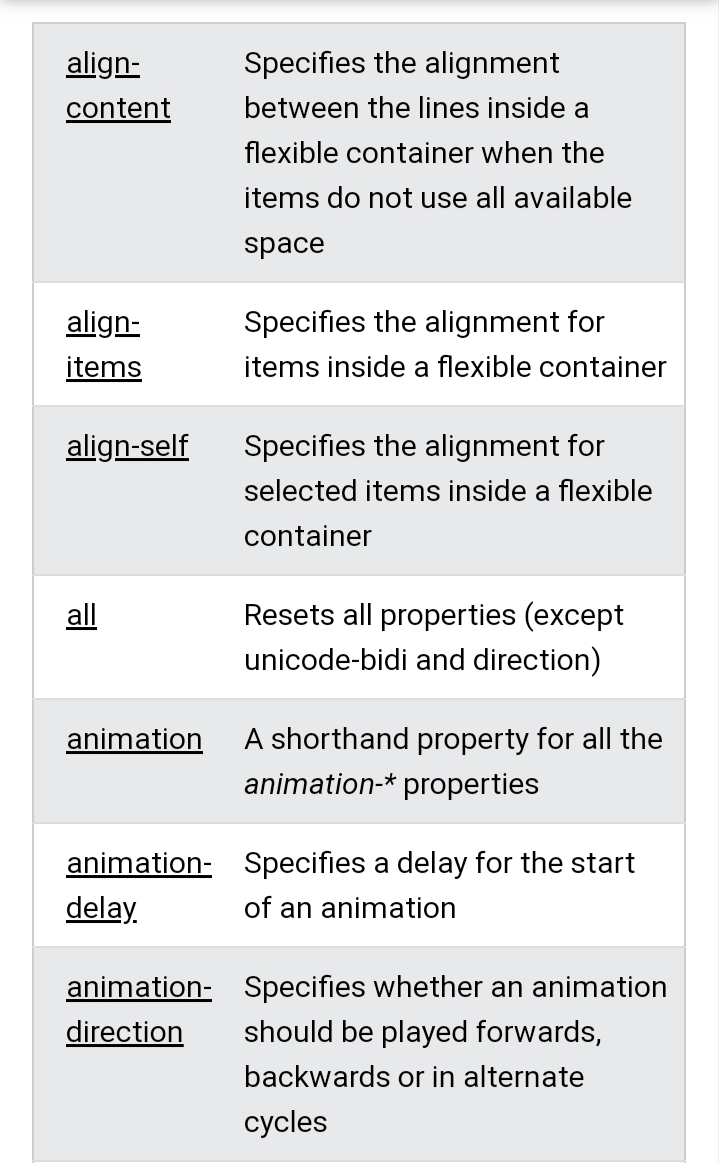 align-
content
Specifies the alignment
between the lines inside a
flexible container when the
items do not use all available
space
align-
items
Specifies the alignment for
items inside a flexible container
align-self
Specifies the alignment for
selected items inside a flexible
container
all
Resets all properties (except
unicode-bidi and direction)
animation
A shorthand property for all the
animation-* properties
animation-
delay
Specifies a delay for the start
of an animation
animation-
direction
Specifies whether an animation
should be played forwards,
backwards or in alternate
cycles